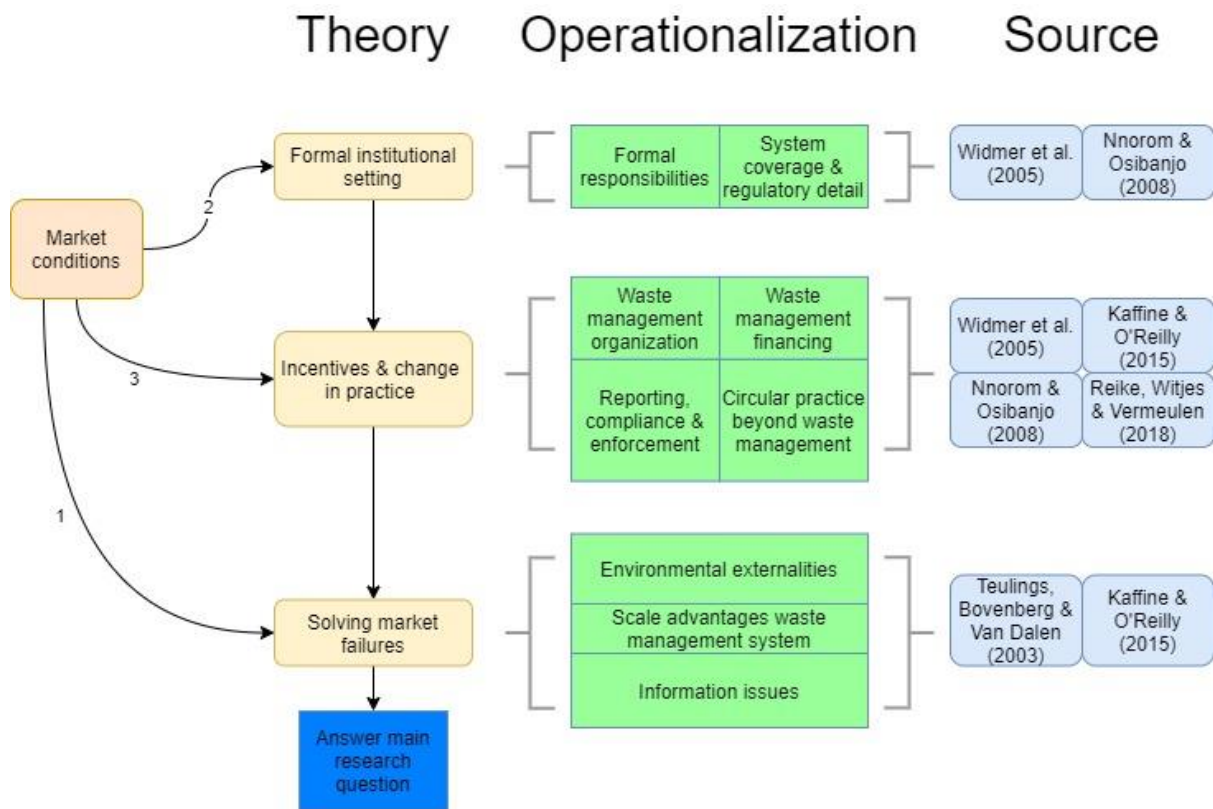 Theory
Operationalization
Source
Market
conditions
2
3
1
Formal institutional
setting
Formal
responsibilities
System
coverage &
regulatory detail
Widmer et al.
(2005)
Nnorom &
Osibanjo
(2008)
Incentives & change
in practice
Waste
management
organization
Waste
management
financing
Reporting,
compliance &
enforcement
Circular practice
beyond waste
management
Widmer et al.
(2005)
Kaffine &
O'Reilly
(2015)
Nnorom &
Osibanjo
(2008)
Reike, Witjes
& Vermeulen
(2018)
Solving market
failures
Environmental externalities
Scale advantages waste
management system
Information issues
Teulings,
Bovenberg &
Van Dalen
(2003)
Kaffine &
O'Reilly
(2015)
Answer main
research
question